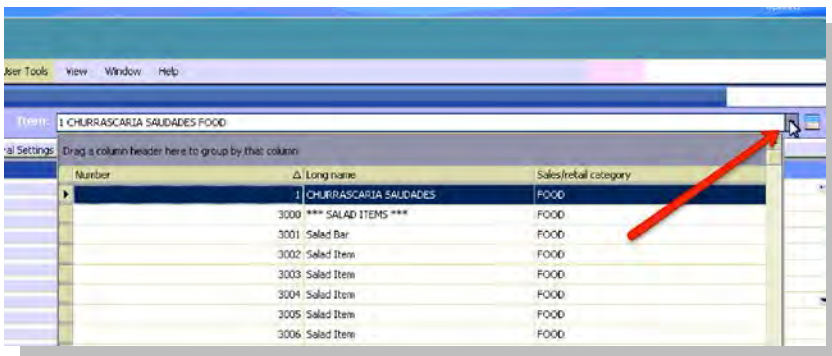 User Tools View Window Help
Item: 1 CHURRASCARIA SAUDADES FOOD
ral Settings Drag a column header here to group by that column
Number Long name Sales/retail category
1 CHURRASCARIA SAUDADES FOOD
3000 *** SALAD ITEMS *** FOOD
3001 Salad Bar FOOD
3002 Salad Item FOOD
3003 Salad Item FOOD
3004 Salad Item FOOD
3005 Salad Item FOOD
3006 Salad Item FOOD